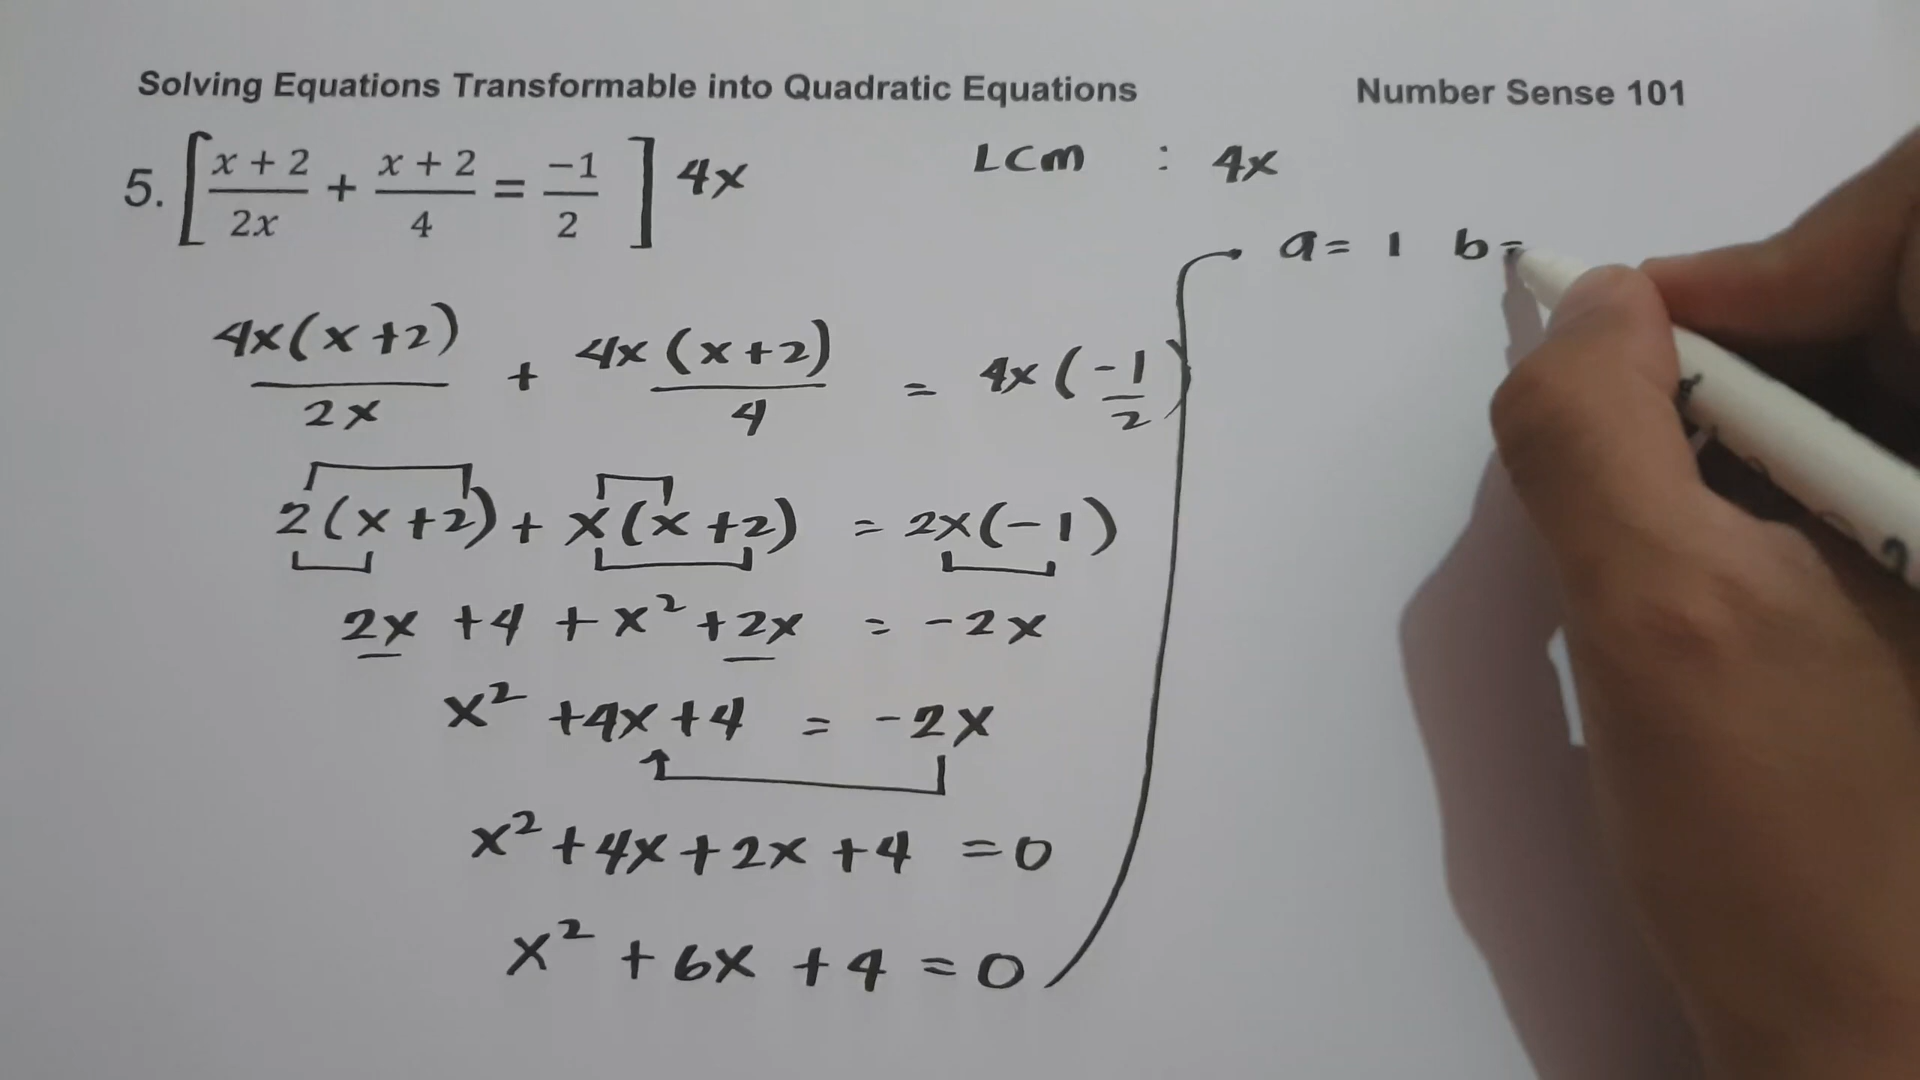 Solving Equations Transformable into Quadratic Equations Number Sense 101
5. [ (x + 2)/(2x) + (x + 2)/4 = -1/2 ] 4x LCM : 4x
a = 1 b =
4x(x+2)/2x + 4x(x+2)/4 = 4x(-1/2)
2(x+2) + x(x+2) = 2x(-1)
2x +4 + x² +2x = -2x
x² +4x +4 = -2x
x² +4x +2x +4 =0
x² +6x +4 =0